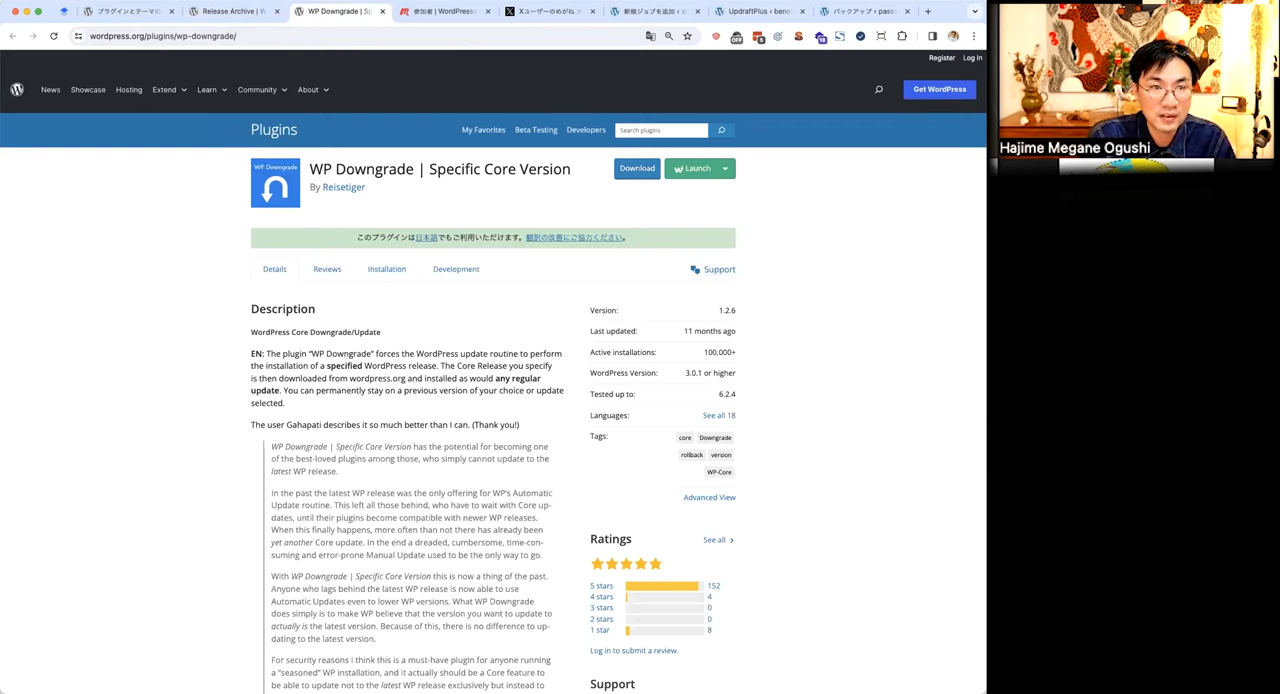 プラグインとテーマの
Release Archive | W
WP Downgrade | Spe
参加者 | WordPress
Xユーザーのめがね さ
新規ジョブを追加 ‹
UpdraftPlus ‹ bene
バックアップ ‹ pass
wordpress.org/plugins/wp-downgrade/
OFF
Register Log In
News Showcase Hosting Extend Learn Community About
Get WordPress
Plugins
My Favorites Beta Testing Developers
Search plugins
WP Downgrade
WP Downgrade | Specific Core Version
By Reisetiger
Download
Launch
このプラグインは日本語でもご利用いただけます。翻訳の改善にご協力ください。
Details Reviews Installation Development
Support
Description
WordPress Core Downgrade/Update
EN: The plugin “WP Downgrade” forces the WordPress update routine to perform
the installation of a specified WordPress release. The Core Release you specify
is then downloaded from wordpress.org and installed as would any regular
update. You can permanently stay on a previous version of your choice or update
selected.
The user Gahapati describes it so much better than I can. (Thank you!)
WP Downgrade | Specific Core Version has the potential for becoming one
of the best-loved plugins among those, who simply cannot update to the
latest WP release.
In the past the latest WP release was the only offering for WP’s Automatic
Update routine. This left all those behind, who have to wait with Core up-
dates, until their plugins become compatible with newer WP releases.
When this finally happens, more often than not there has already been
yet another Core update. In the end a dreaded, cumbersome, time-con-
suming and error-prone Manual Update used to be the only way to go.
With WP Downgrade | Specific Core Version this is now a thing of the past.
Anyone who lags behind the latest WP release is now able to use
Automatic Updates even to lower WP versions. What WP Downgrade
does simply is to make WP believe that the version you want to update to
actually is the latest version. Because of this, there is no difference to up-
dating to the latest version.
For security reasons I think this is a must-have plugin for anyone running
a “seasoned” WP installation, and it actually should be a Core feature to
be able to update not to the latest WP release exclusively but instead to
Version: 1.2.6
Last updated: 11 months ago
Active installations: 100,000+
WordPress Version: 3.0.1 or higher
Tested up to: 6.2.4
Languages: See all 18
Tags: core Downgrade
rollback version
WP-Core
Advanced View
Ratings See all
5 stars 152
4 stars 4
3 stars 0
2 stars 0
1 star 8
Log in to submit a review.
Support
Hajime Megane Ogushi